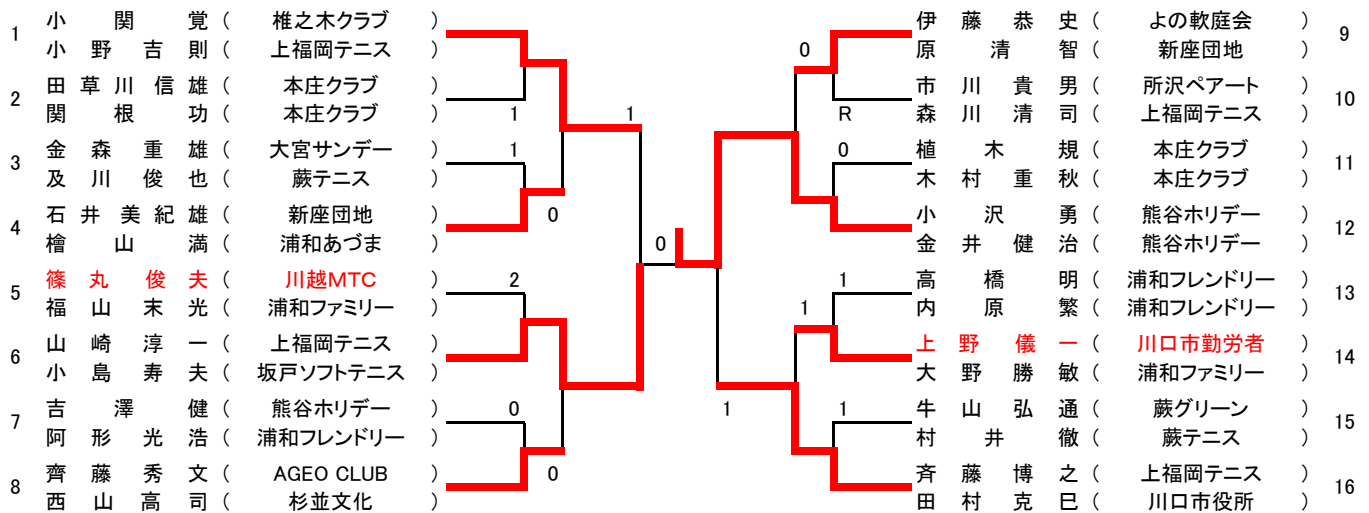 1 小関覚 ( 椎之木クラブ )
小野吉則 ( 上福岡テニス )
2 田草川信雄 ( 本庄クラブ )
関根功 ( 本庄クラブ ) 1 1
3 金森重雄 ( 大宮サンデー ) 1
及川俊也 ( 蕨テニス )
4 石井美紀雄 ( 新座団地 ) 0
檜山満 ( 浦和あづま ) 0
5 篠丸俊夫 ( 川越MTC ) 2
福山末光 ( 浦和ファミリー )
6 山崎淳一 ( 上福岡テニス )
小島寿夫 ( 坂戸ソフトテニス )
7 吉澤健 ( 熊谷ホリデー ) 0
阿形光浩 ( 浦和フレンドリー )
8 齊藤秀文 ( AGEO CLUB ) 0
西山高司 ( 杉並文化 )
伊藤恭史 ( よの軟庭会 ) 9
0 原清智 ( 新座団地 )
市川貴男 ( 所沢ペアート ) 10
R 森川清司 ( 上福岡テニス )
0 植木規 ( 本庄クラブ ) 11
木村重秋 ( 本庄クラブ )
小沢勇 ( 熊谷ホリデー ) 12
金井健治 ( 熊谷ホリデー )
1 高橋明 ( 浦和フレンドリー ) 13
1 内原繁 ( 浦和フレンドリー )
上野儀一 ( 川口市勤労者 ) 14
大野勝敏 ( 浦和ファミリー )
1 1 牛山弘通 ( 蕨グリーン ) 15
村井徹 ( 蕨テニス )
斉藤博之 ( 上福岡テニス ) 16
田村克巳 ( 川口市役所 )